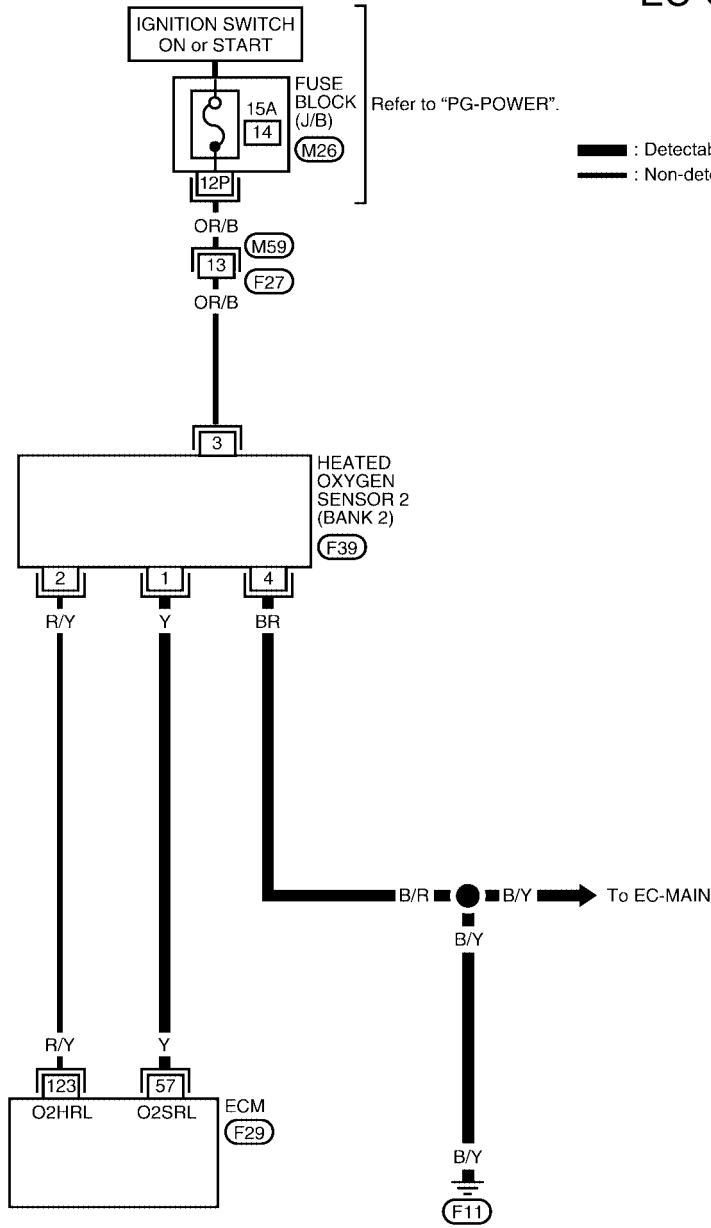 IGNITION SWITCH
ON or START
FUSE
BLOCK
(J/B)
15A
14
M26
Refer to “PG-POWER”.
: Detectab
: Non-dete
12P
OR/B
M59
13
F27
OR/B
3
HEATED
OXYGEN
SENSOR 2
(BANK 2)
F39
2
1
4
R/Y
Y
BR
B/R
B/Y
To EC-MAIN
B/Y
R/Y
Y
123
57
O2HRL
O2SRL
ECM
F29
B/Y
F11